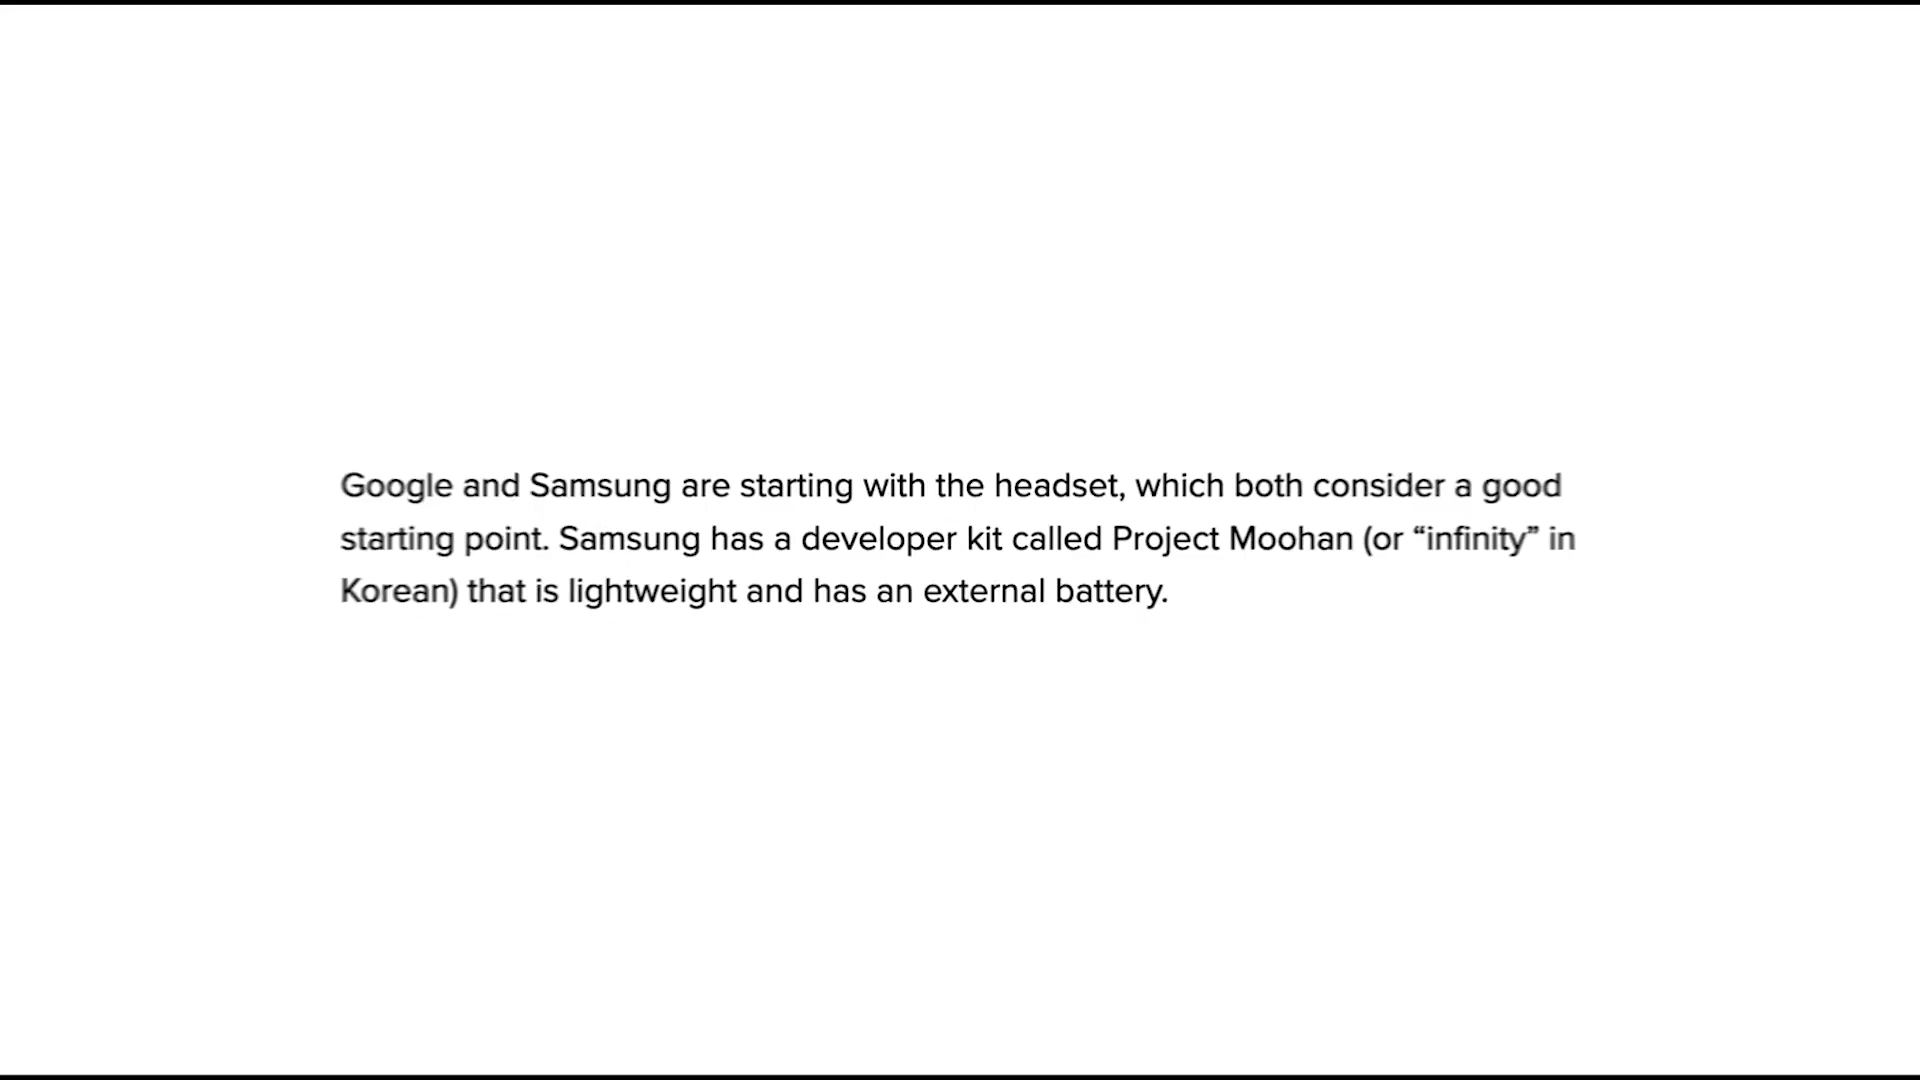 Google and Samsung are starting with the headset, which both consider a good
starting point. Samsung has a developer kit called Project Moohan (or “infinity” in
Korean) that is lightweight and has an external battery.